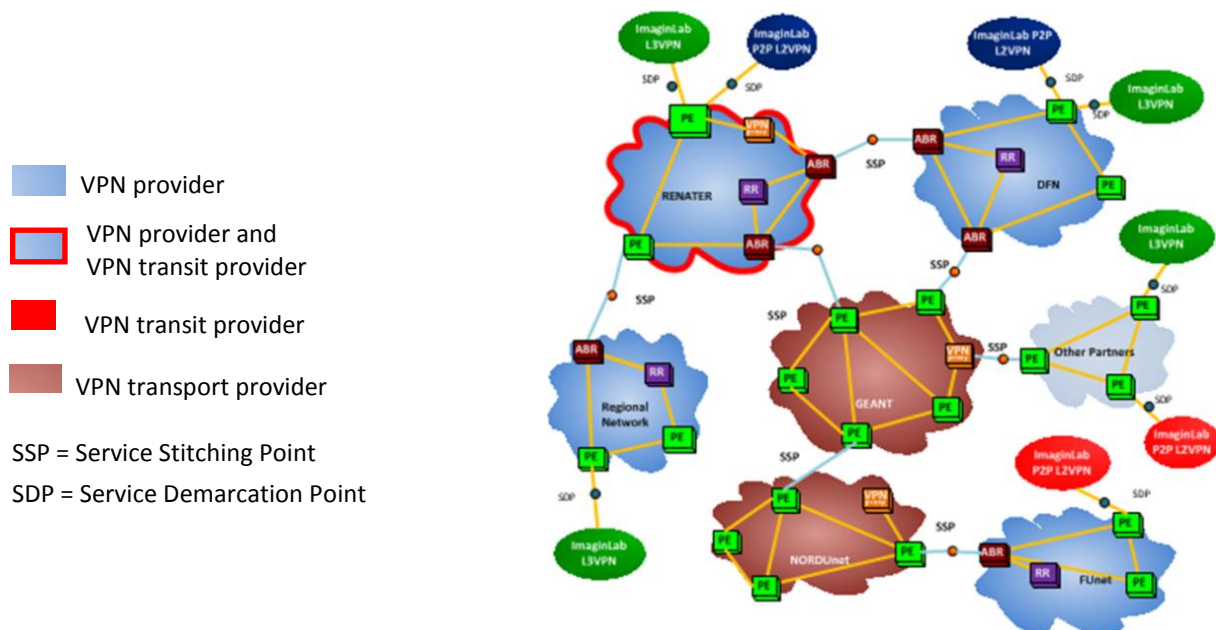 VPN provider
VPN provider and
VPN transit provider
VPN transit provider
VPN transport provider
SSP = Service Stitching Point
SDP = Service Demarcation Point
ImaginLab
L3VPN
ImaginLab
P2P L2VPN
ImaginLab P2P
L2VPN
ImaginLab
L3VPN
SDP
SDP
SDP
SDP
PE
VPN
ABR
RR
RENATER
PE
ABR
SSP
ABR
PE
RR
DFN
PE
ABR
SSP
SSP
SSP
ImaginLab
L3VPN
SDP
PE
PE
PE
VPN
SSP
PE
PE
GEANT
PE
PE
Other Partners
PE
SDP
ImaginLab
P2P L2VPN
ABR
RR
Regional
Network
PE
PE
SDP
ImaginLab
L3VPN
SSP
PE
VPN
PE
NORDUnet
PE
PE
SSP
ImaginLab
P2P L2VPN
SDP
PE
ABR
RR
FUnet
PE